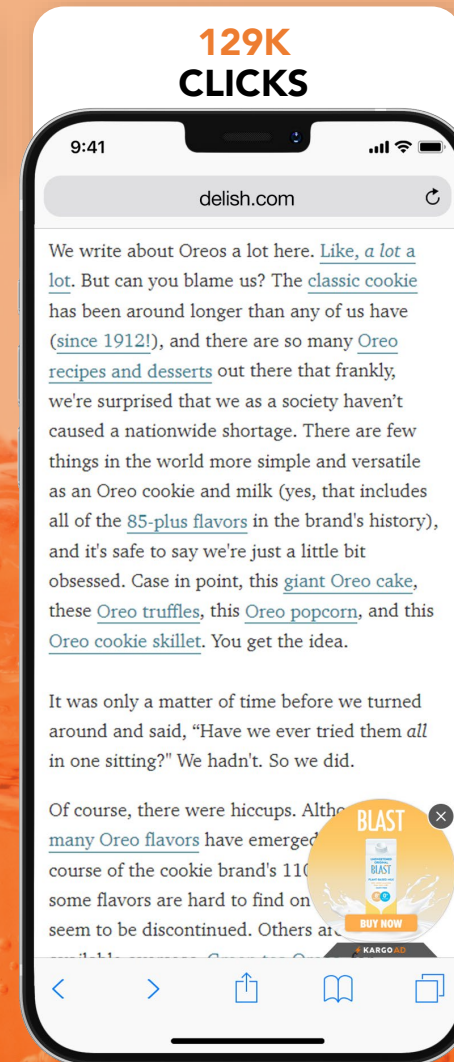 129K
CLICKS
9:41
delish.com
We write about Oreos a lot here. Like, a lot a
lot. But can you blame us? The classic cookie
has been around longer than any of us have
(since 1912!), and there are so many Oreo
recipes and desserts out there that frankly,
we're surprised that we as a society haven't
caused a nationwide shortage. There are few
things in the world more simple and versatile
as an Oreo cookie and milk (yes, that includes
all of the 85-plus flavors in the brand's history),
and it's safe to say we're just a little bit
obsessed. Case in point, this giant Oreo cake,
these Oreo truffles, this Oreo popcorn, and this
Oreo cookie skillet. You get the idea.
It was only a matter of time before we turned
around and said, “Have we ever tried them all
in one sitting?" We hadn't. So we did.
Of course, there were hiccups.
many Oreo flavors have emerged
course of the cookie brand's
some flavors are hard to find on
seem to be discontinued. Others
BLAST
BLAST
BUY NOW
KARGO AD